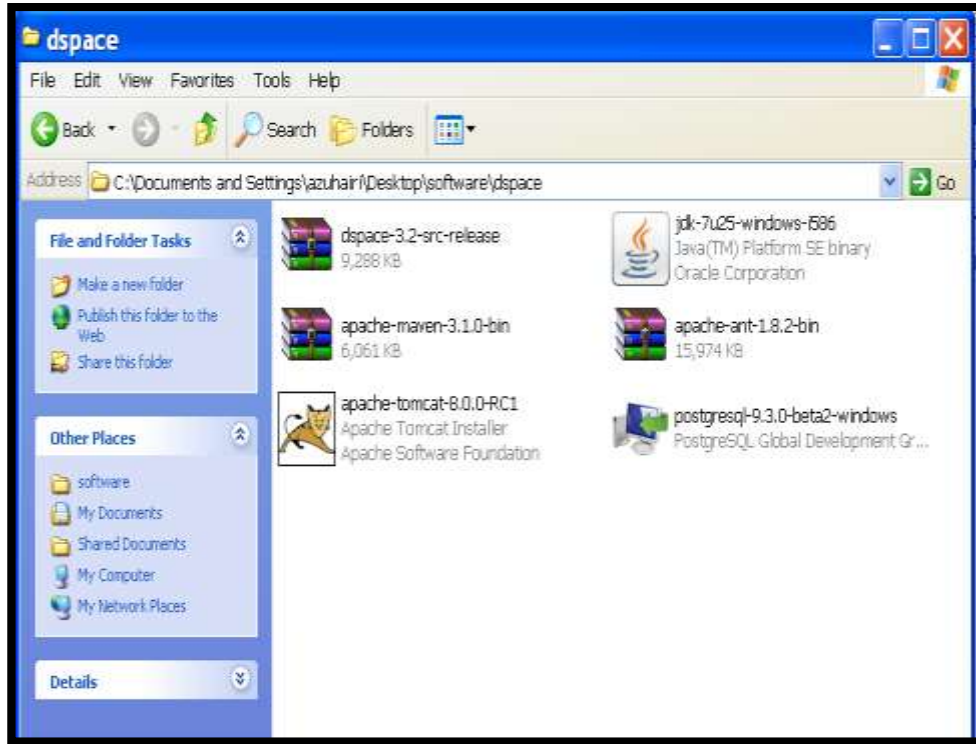 dspace
File Edit View Favorites Tools Help
Back Search Folders
Address C:\Documents and Settings\azuhairi\Desktop\software\dspace Go
File and Folder Tasks
Make a new folder
Publish this folder to the
Web
Share this folder
Other Places
software
My Documents
Shared Documents
My Computer
My Network Places
Details
dspace-3.2-src-release
9,288 KB
jdk-7u25-windows-i586
Java(TM) Platform SE binary
Oracle Corporation
apache-maven-3.1.0-bin
6,061 KB
apache-ant-1.8.2-bin
15,974 KB
apache-tomcat-8.0.0-RC1
Apache Tomcat Installer
Apache Software Foundation
postgresql-9.3.0-beta2-windows
PostgreSQL Global Development Gr...